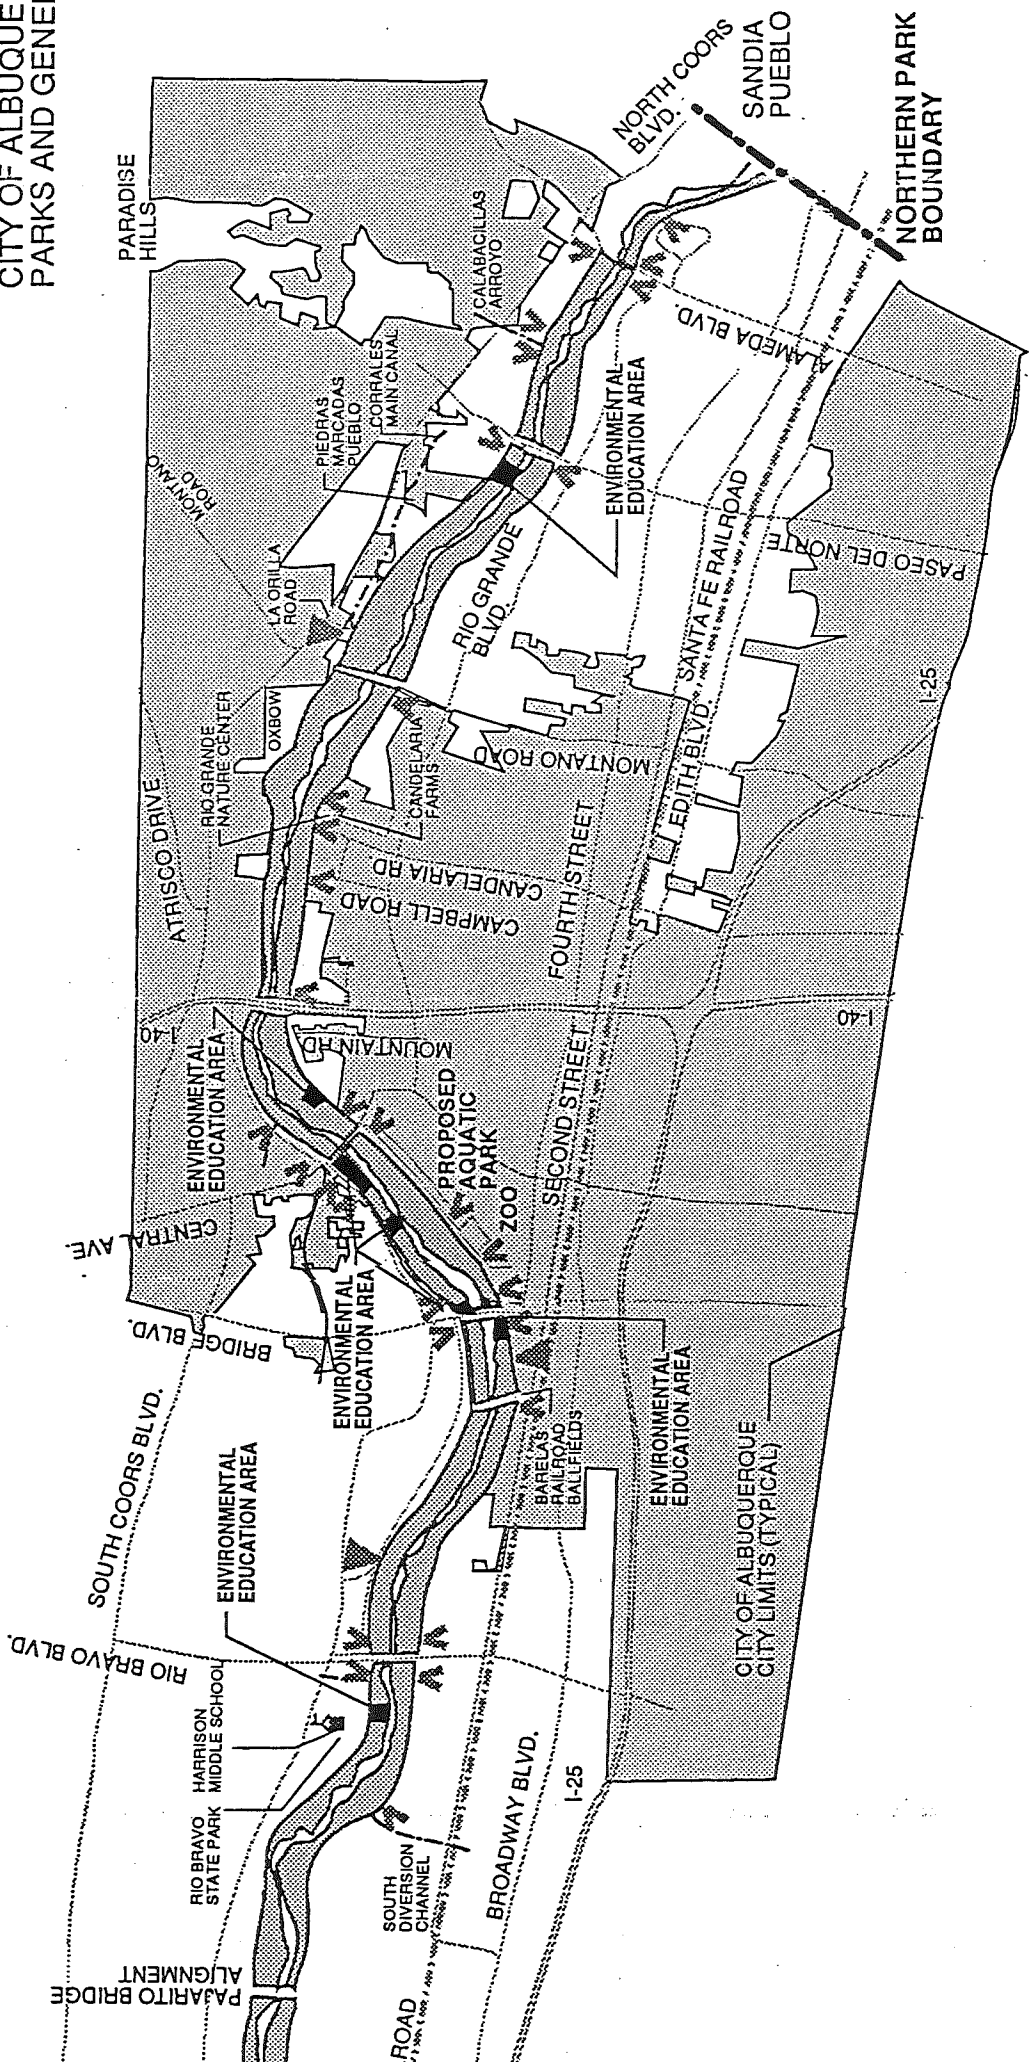 CITY OF ALBUQUE
PARKS AND GENE
PARADISE
HILLS
NORTH COORS
BLVD.
SANDIA
PUEBLO
NORTHERN PARK
BOUNDARY
CALABACILLAS
ARROYO
ALAMEDA BLVD.
CORRALES
MAIN CANAL
PIEDRAS
MARCADAS
PUEBLO
MONTANO
ROAD
ENVIRONMENTAL
EDUCATION AREA
PASEO DEL NORTE
LA ORILLA
ROAD
RIO GRANDE
BLVD.
SANTA FE RAILROAD
EDITH BLVD.
I-25
OXBOW
RIO GRANDE
NATURE CENTER
CANDELARIA
FARMS
MONTANO ROAD
ATRISCO DRIVE
CANDELARIA RD
CAMPBELL ROAD
FOURTH STREET
I-40
I-40
MOUNTAIN RD
ENVIRONMENTAL
EDUCATION AREA
PROPOSED
AQUATIC
PARK
SECOND STREET
ZOO
CENTRAL AVE.
ENVIRONMENTAL
EDUCATION AREA
BRIDGE BLVD.
ENVIRONMENTAL
EDUCATION AREA
BARELAS
RAILROAD
BALLFIELDS
CITY OF ALBUQUERQUE
CITY LIMITS (TYPICAL)
SOUTH COORS BLVD.
ENVIRONMENTAL
EDUCATION AREA
RIO BRAVO BLVD.
HARRISON
MIDDLE SCHOOL
RIO BRAVO
STATE PARK
SOUTH
DIVERSION
CHANNEL
BROADWAY BLVD.
I-25
PAJARITO BRIDGE
ALIGNMENT
ROAD